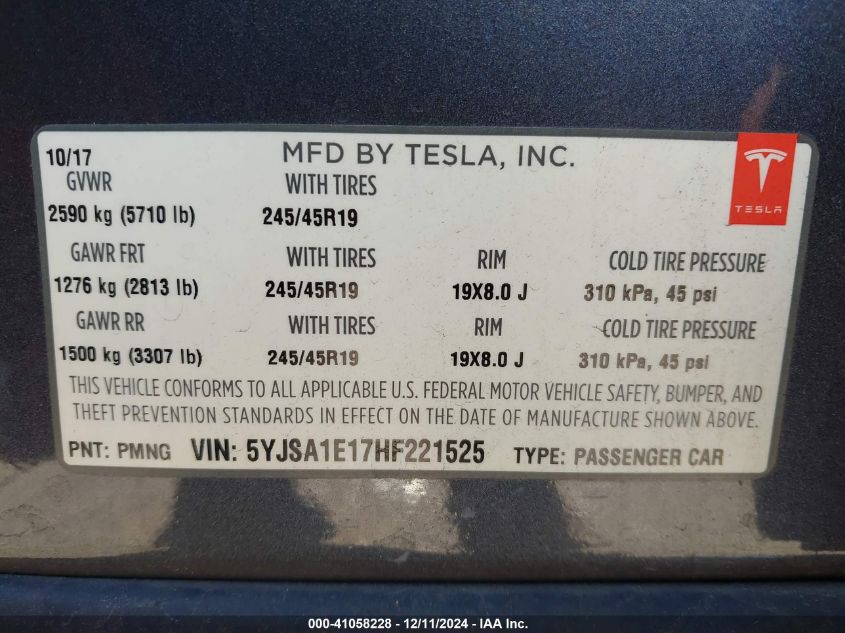 10/17 MFD BY TESLA, INC.
TESLA
GVWR WITH TIRES
2590 kg (5710 lb) 245/45R19
GAWR FRT WITH TIRES RIM COLD TIRE PRESSURE
1276 kg (2813 lb) 245/45R19 19X8.0 J 310 kPa, 45 psi
GAWR RR WITH TIRES RIM COLD TIRE PRESSURE
1500 kg (3307 lb) 245/45R19 19X8.0 J 310 kPa, 45 psi
THIS VEHICLE CONFORMS TO ALL APPLICABLE U.S. FEDERAL MOTOR VEHICLE SAFETY, BUMPER, AND
THEFT PREVENTION STANDARDS IN EFFECT ON THE DATE OF MANUFACTURE SHOWN ABOVE.
PNT: PMNG VIN: 5YJSA1E17HF221525 TYPE: PASSENGER CAR
000-41058228 - 12/11/2024 - IAA Inc.